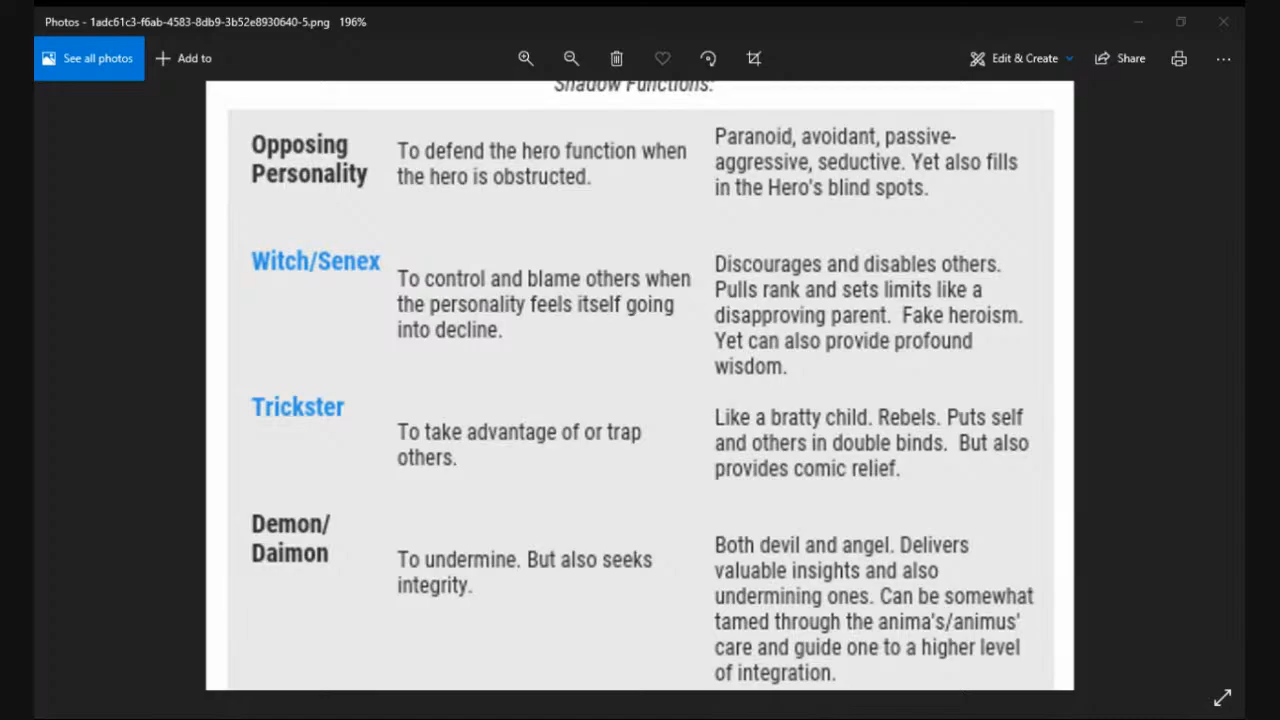 Photos - 1adc61c3-f6ab-4583-8db9-3b52e8930640-5.png 196%
See all photos
Add to
Edit & Create
Share
Shadow Functions:
Opposing
Personality
To defend the hero function when
the hero is obstructed.
Paranoid, avoidant, passive-
aggressive, seductive. Yet also fills
in the Hero's blind spots.
Witch/Senex
To control and blame others when
the personality feels itself going
into decline.
Discourages and disables others.
Pulls rank and sets limits like a
disapproving parent. Fake heroism.
Yet can also provide profound
wisdom.
Trickster
To take advantage of or trap
others.
Like a bratty child. Rebels. Puts self
and others in double binds. But also
provides comic relief.
Demon/
Daimon
To undermine. But also seeks
integrity.
Both devil and angel. Delivers
valuable insights and also
undermining ones. Can be somewhat
tamed through the anima's/animus'
care and guide one to a higher level
of integration.